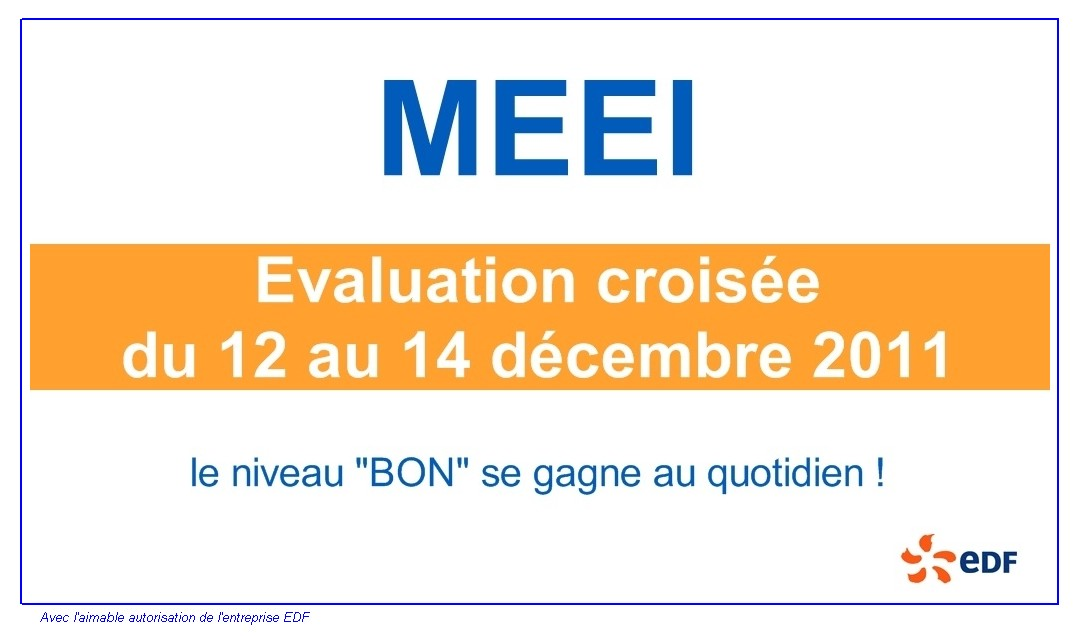 MEEI
Evaluation croisée
du 12 au 14 décembre 2011
le niveau "BON" se gagne au quotidien !
eDF
Avec l'aimable autorisation de l'entreprise EDF